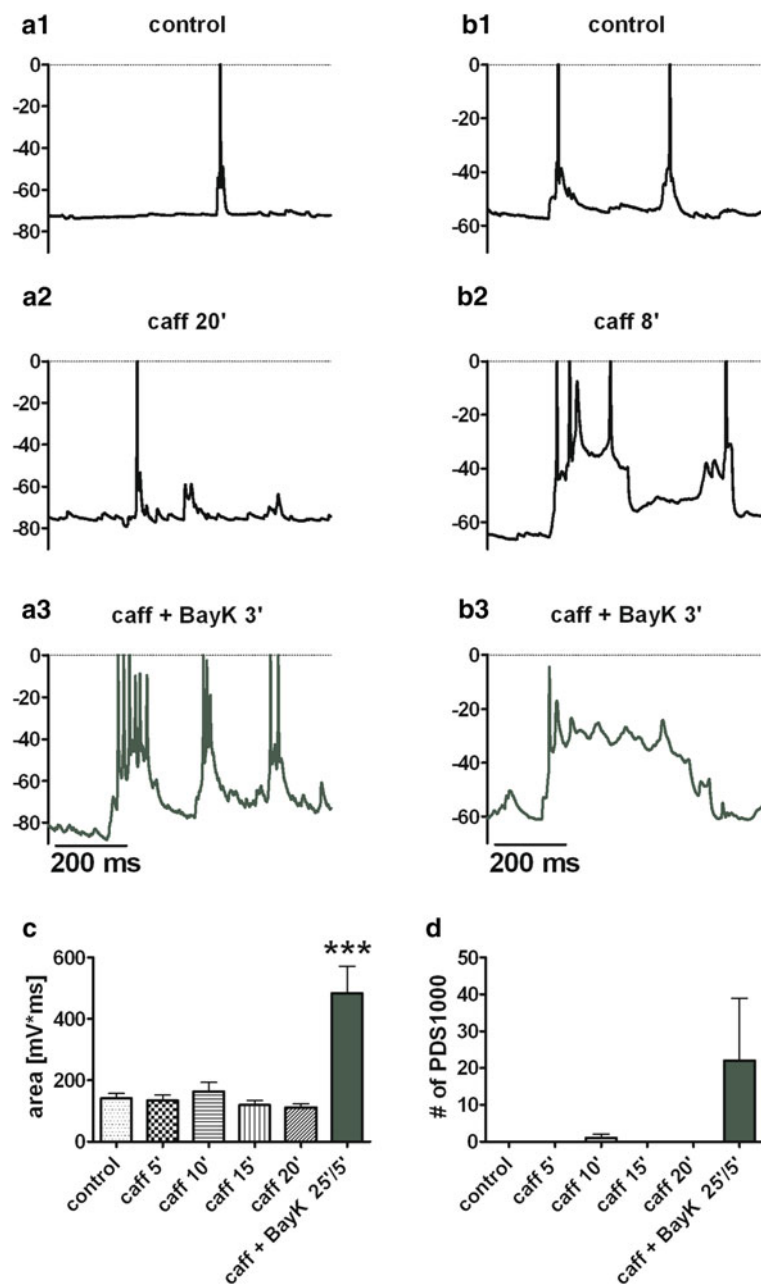 a1
control
0
-20
-40
-60
-80
b1
control
0
-20
-40
-60
a2
caff 20'
0
-20
-40
-60
-80
b2
caff 8'
0
-20
-40
-60
a3
caff + BayK 3'
0
-20
-40
-60
-80
200 ms
b3
caff + BayK 3'
0
-20
-40
-60
200 ms
c
area [mV*ms]
600
400
200
0
***
control
caff 5'
caff 10'
caff 15'
caff 20'
caff + BayK 25'/5'
d
# of PDS1000
50
40
30
20
10
0
control
caff 5'
caff 10'
caff 15'
caff 20'
caff + BayK 25'/5'